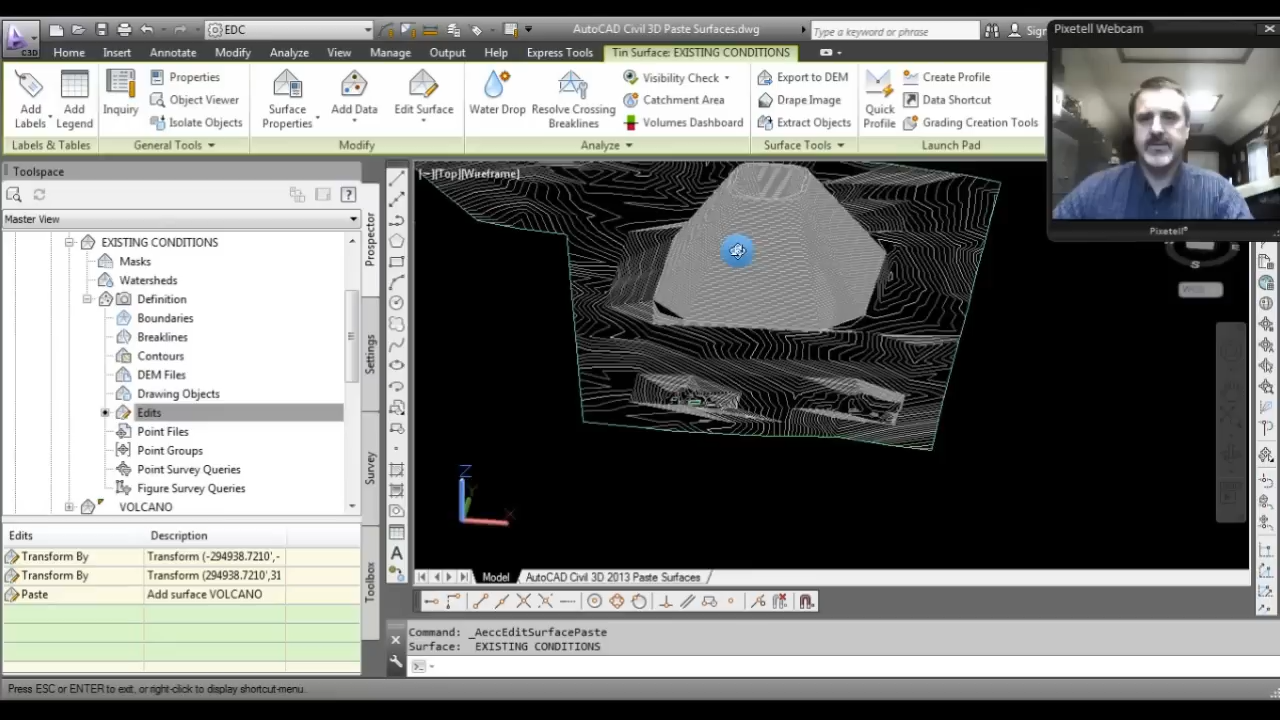 EDC
AutoCAD Civil 3D Paste Surfaces.dwg
Type a keyword or phrase
Sign
Pixetell Webcam
C3D
Home Insert Annotate Modify Analyze View Manage Output Help Express Tools Tin Surface: EXISTING CONDITIONS
Add Labels
Add Legend
Inquiry
Properties
Object Viewer
Isolate Objects
Surface Properties
Add Data
Edit Surface
Water Drop
Resolve Crossing Breaklines
Visibility Check
Catchment Area
Volumes Dashboard
Export to DEM
Drape Image
Extract Objects
Quick Profile
Create Profile
Data Shortcut
Grading Creation Tools
Labels & Tables
General Tools
Modify
Analyze
Surface Tools
Launch Pad
Pixetell®
Toolspace
Master View
EXISTING CONDITIONS
Masks
Watersheds
Definition
Boundaries
Breaklines
Contours
DEM Files
Drawing Objects
Edits
Point Files
Point Groups
Point Survey Queries
Figure Survey Queries
VOLCANO
Prospector
Settings
Survey
Toolbox
Edits Description
Transform By Transform (-294938.7210',-
Transform By Transform (294938.7210',31
Paste Add surface VOLCANO
[−][Top][Wireframe]
S
Z
Y
X
Model AutoCAD Civil 3D 2013 Paste Surfaces
Command: _AeccEditSurfacePaste
Surface: EXISTING CONDITIONS
Press ESC or ENTER to exit, or right-click to display shortcut-menu.